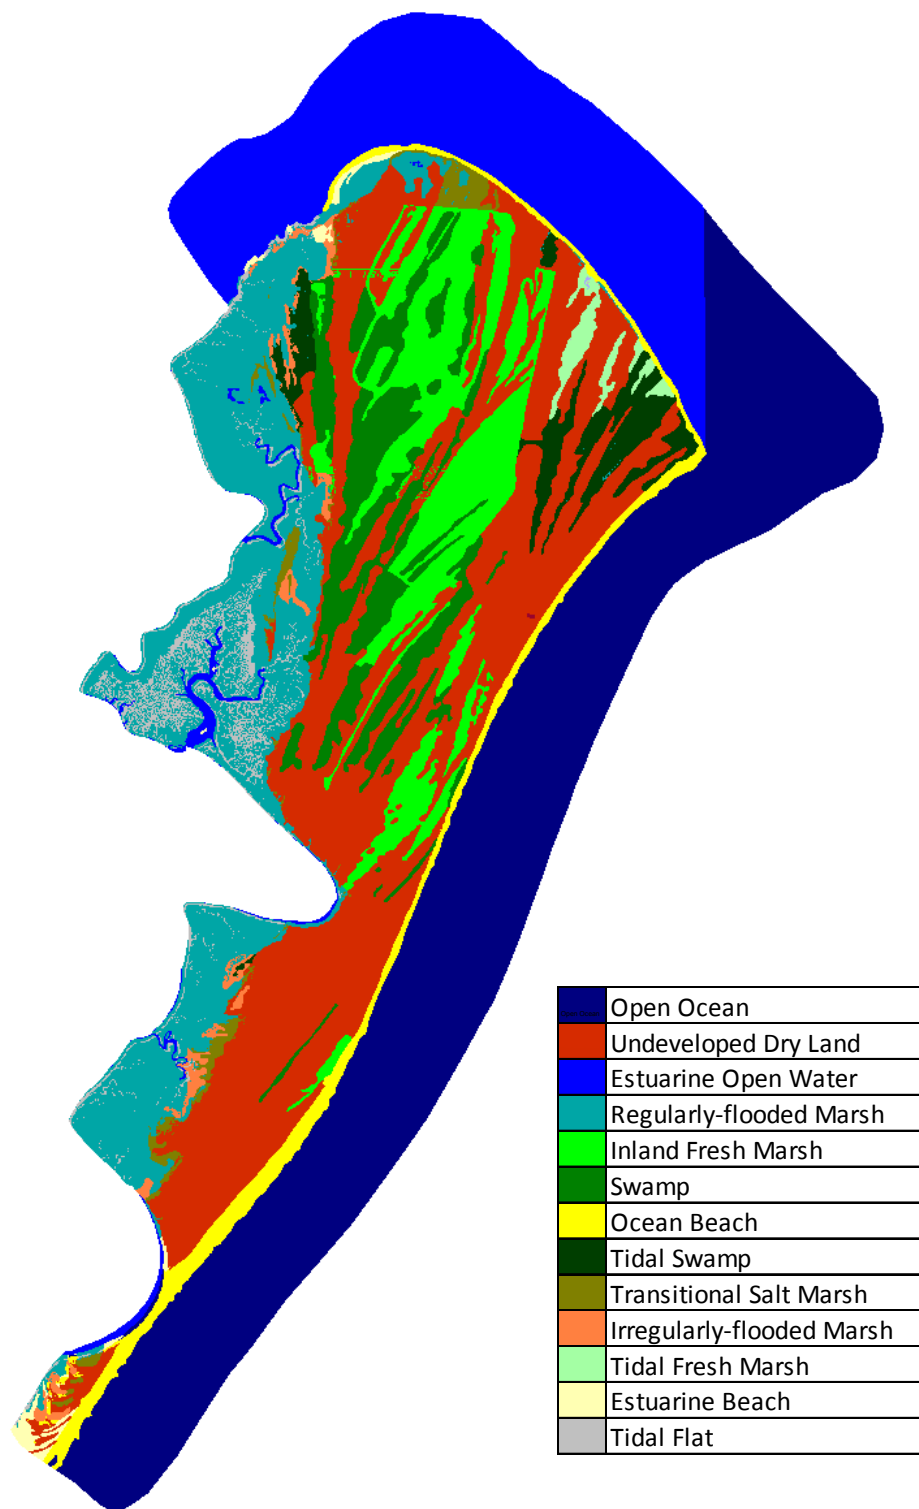 Open Ocean
Undeveloped Dry Land
Estuarine Open Water
Regularly-flooded Marsh
Inland Fresh Marsh
Swamp
Ocean Beach
Tidal Swamp
Transitional Salt Marsh
Irregularly-flooded Marsh
Tidal Fresh Marsh
Estuarine Beach
Tidal Flat